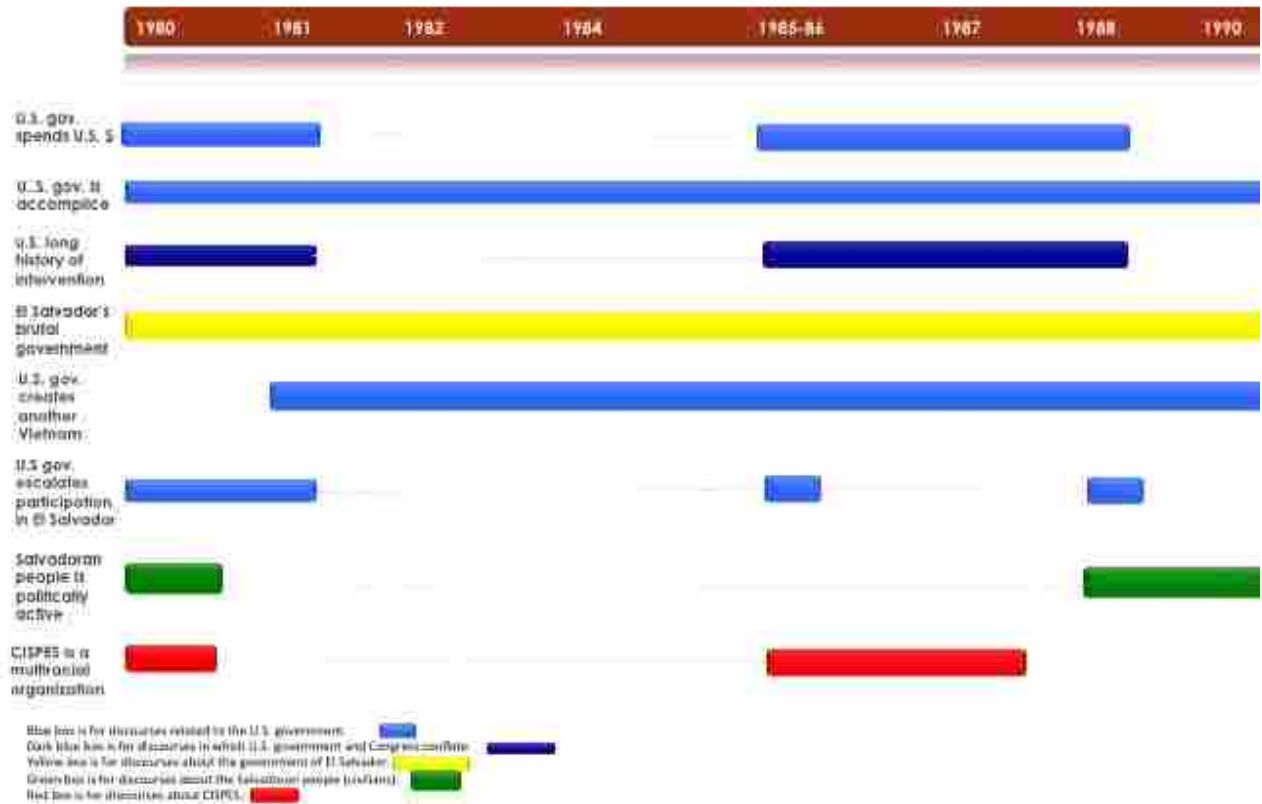 1980 1981 1982 1984 1985-86 1987 1988 1990
U.S. gov.
spends U.S. $
U.S. gov. is
accomplice
U.S. long
history of
intervention
El Salvador's
brutal
government
U.S. gov.
creates
another
Vietnam
U.S gov.
escalates
participation
in El Salvador
Salvadoran
people is
politically
active
CISPES is a
multiracial
organization
Blue box is for discourses related to the U.S. government.
Dark blue box is for discourses in which U.S. government and Congress conflate.
Yellow box is for discourses about the government of El Salvador.
Green box is for discourses about the Salvadoran people (civilians).
Red box is for discourses about CISPES.